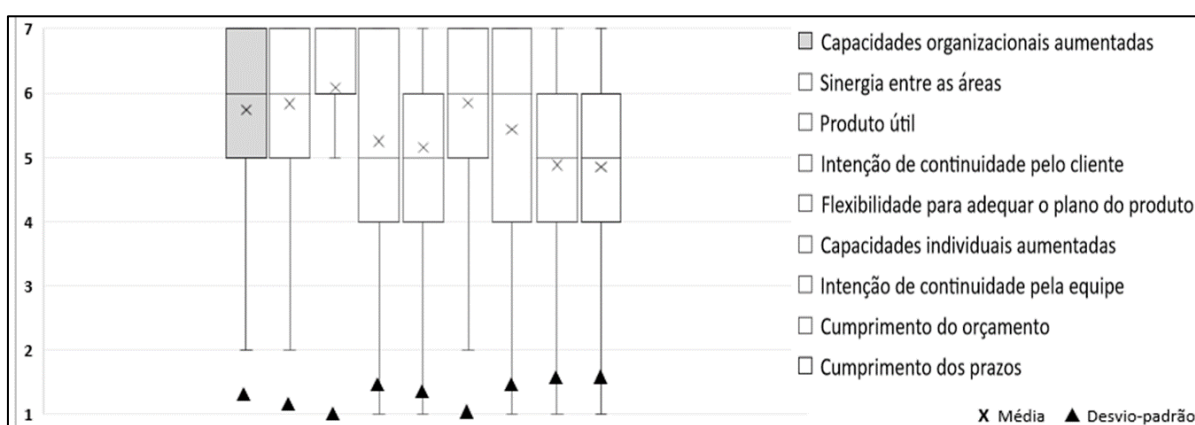 7
6
5
4
3
2
1
Capacidades organizacionais aumentadas
Sinergia entre as áreas
Produto útil
Intenção de continuidade pelo cliente
Flexibilidade para adequar o plano do produto
Capacidades individuais aumentadas
Intenção de continuidade pela equipe
Cumprimento do orçamento
Cumprimento dos prazos
X Média ▲ Desvio-padrão